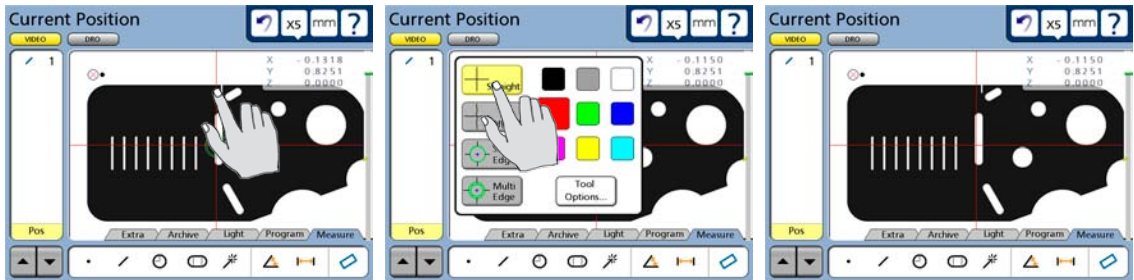 Current Position
x5 mm ?
VIDEO DRO
1
X - 0.1318
Y 0.8251
Z 0.0000
Pos
Extra Archive Light Program Measure
Current Position
x5 mm ?
VIDEO DRO
1
X - 0.1150
Y 0.8251
Z 0.0000
Edge
Multi Edge
Tool Options...
Pos
Extra Archive Light Program Measure
Current Position
x5 mm ?
VIDEO DRO
1
X - 0.1150
Y 0.8251
Z 0.0000
Pos
Extra Archive Light Program Measure